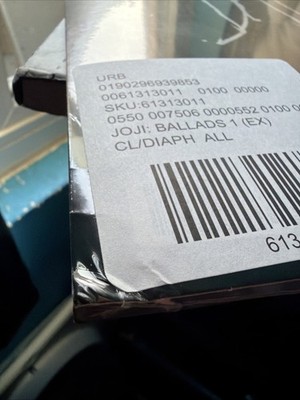 URB
0190296939853
0061313011 0100 00000
SKU:61313011
0550 007506 0000552 0100
JOJI: BALLADS 1 (EX)
CL/DIAPH ALL
613